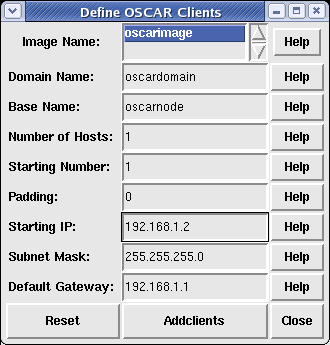 Define OSCAR Clients
Image Name: oscarimage Help
Domain Name: oscardomain Help
Base Name: oscarnode Help
Number of Hosts: 1 Help
Starting Number: 1 Help
Padding: 0 Help
Starting IP: 192.168.1.2 Help
Subnet Mask: 255.255.255.0 Help
Default Gateway: 192.168.1.1 Help
Reset Addclients Close